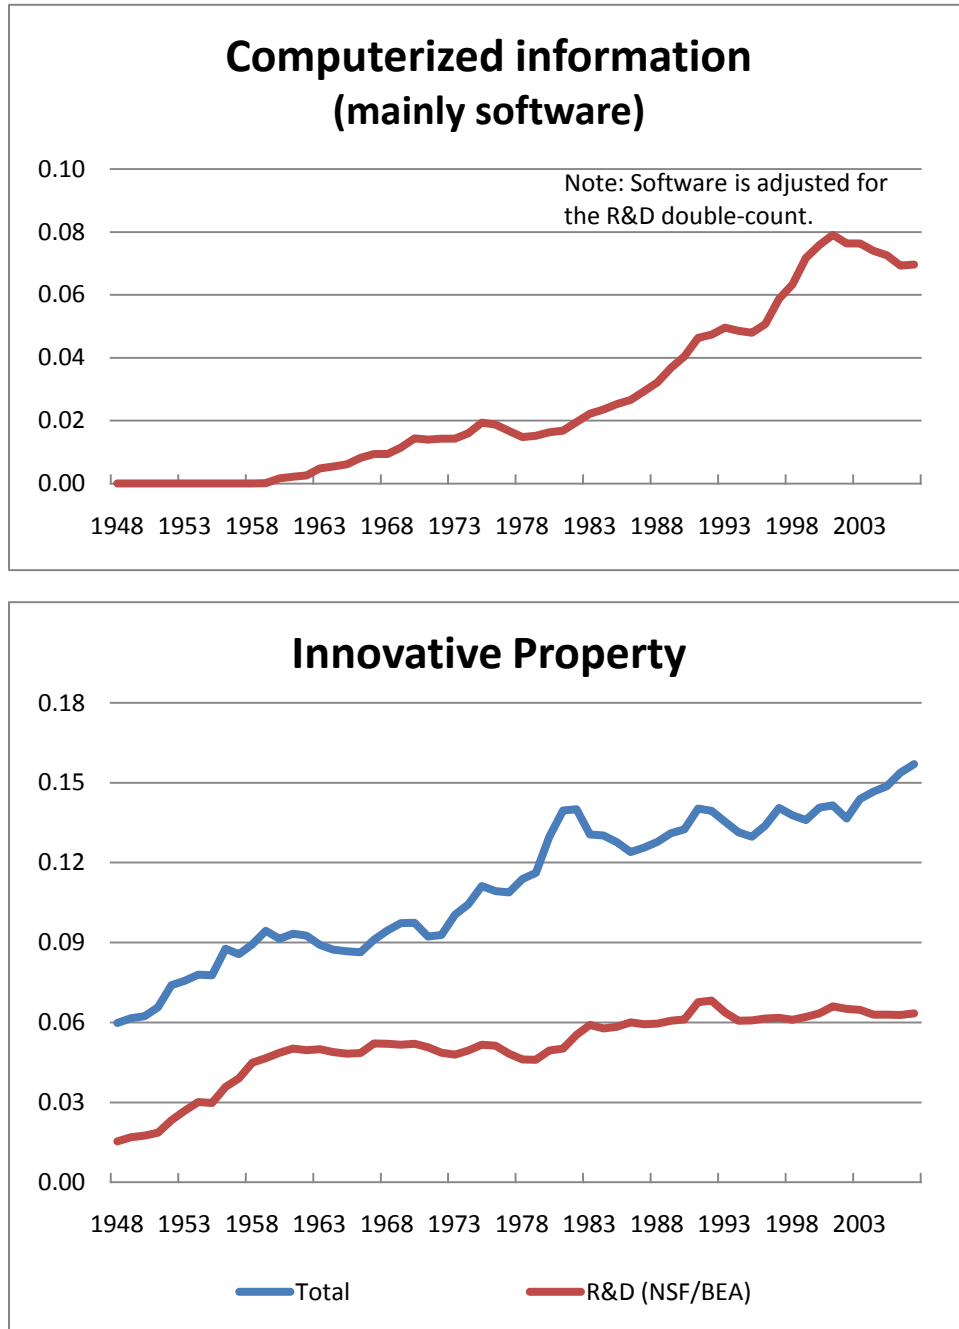 Computerized information
(mainly software)
Note: Software is adjusted for
the R&D double-count.
0.10
0.08
0.06
0.04
0.02
0.00
1948 1953 1958 1963 1968 1973 1978 1983 1988 1993 1998 2003
Innovative Property
0.18
0.15
0.12
0.09
0.06
0.03
0.00
1948 1953 1958 1963 1968 1973 1978 1983 1988 1993 1998 2003
Total R&D (NSF/BEA)